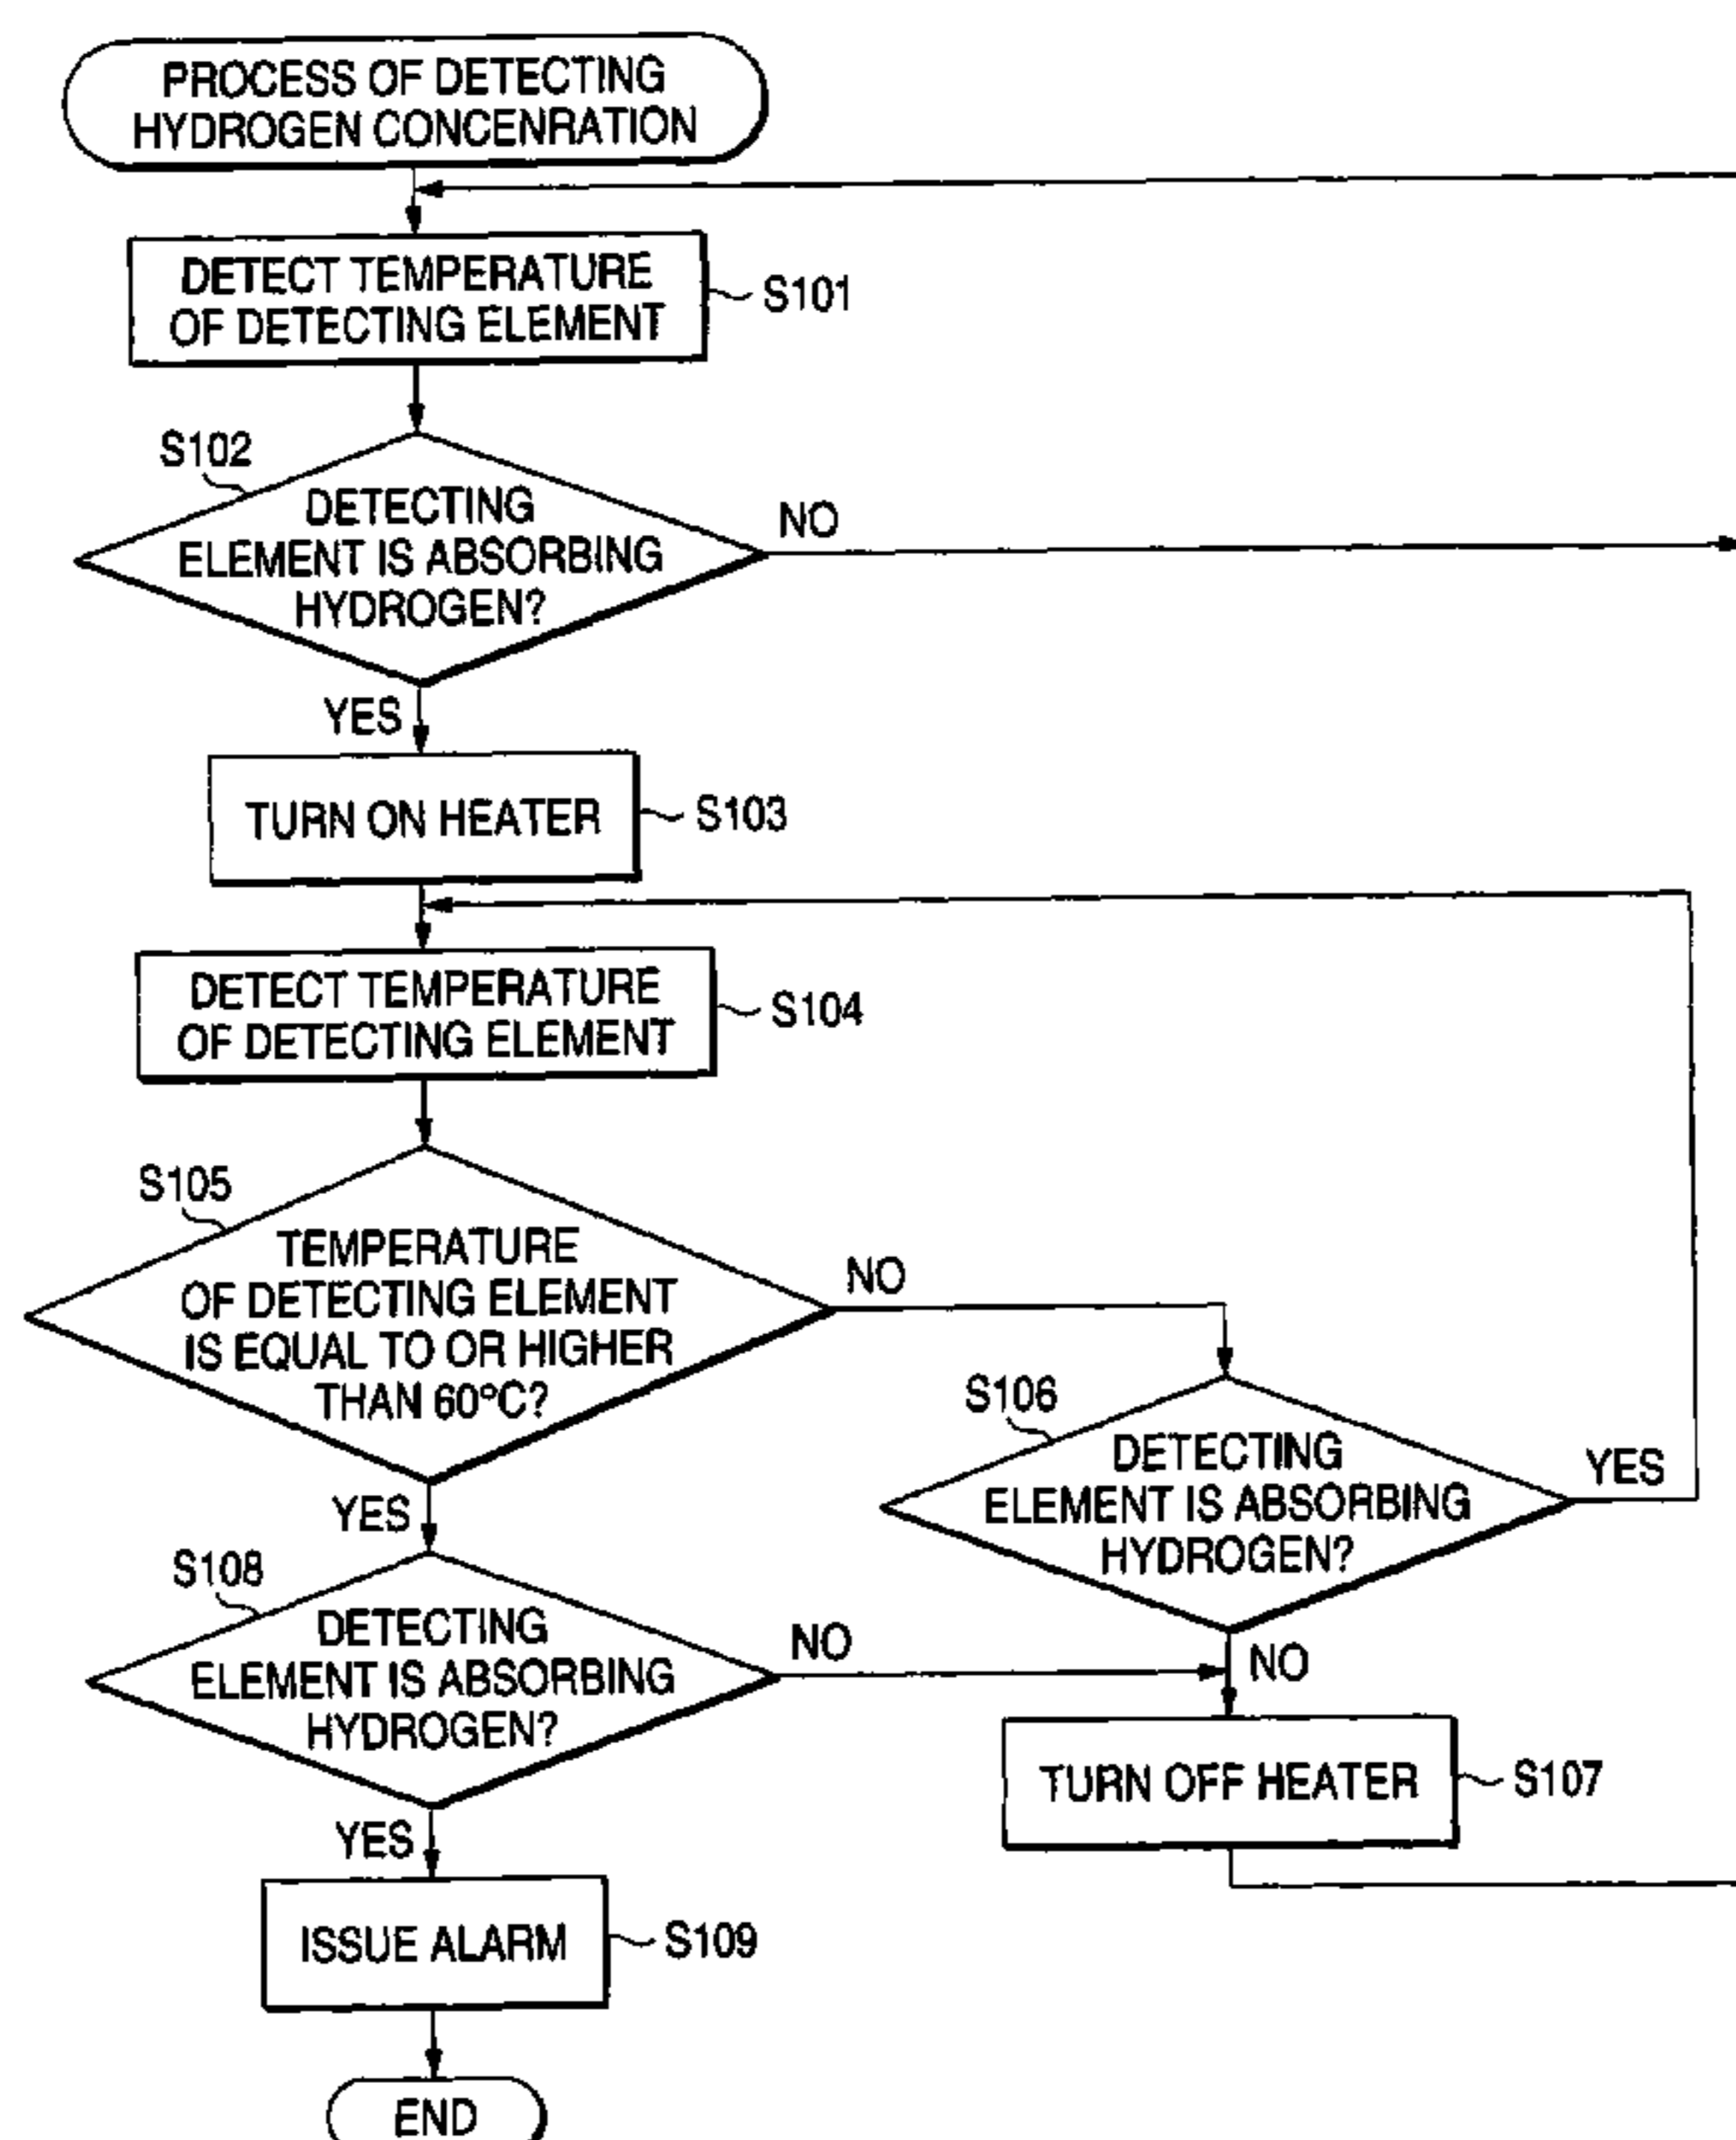 PROCESS OF DETECTING
HYDROGEN CONCENRATION
DETECT TEMPERATURE
OF DETECTING ELEMENT
S101
S102
DETECTING
ELEMENT IS ABSORBING
HYDROGEN?
NO
YES
TURN ON HEATER
S103
DETECT TEMPERATURE
OF DETECTING ELEMENT
S104
S105
TEMPERATURE
OF DETECTING ELEMENT
IS EQUAL TO OR HIGHER
THAN 60°C?
NO
YES
S106
DETECTING
ELEMENT IS ABSORBING
HYDROGEN?
YES
NO
S108
DETECTING
ELEMENT IS ABSORBING
HYDROGEN?
NO
YES
TURN OFF HEATER
S107
ISSUE ALARM
S109
END